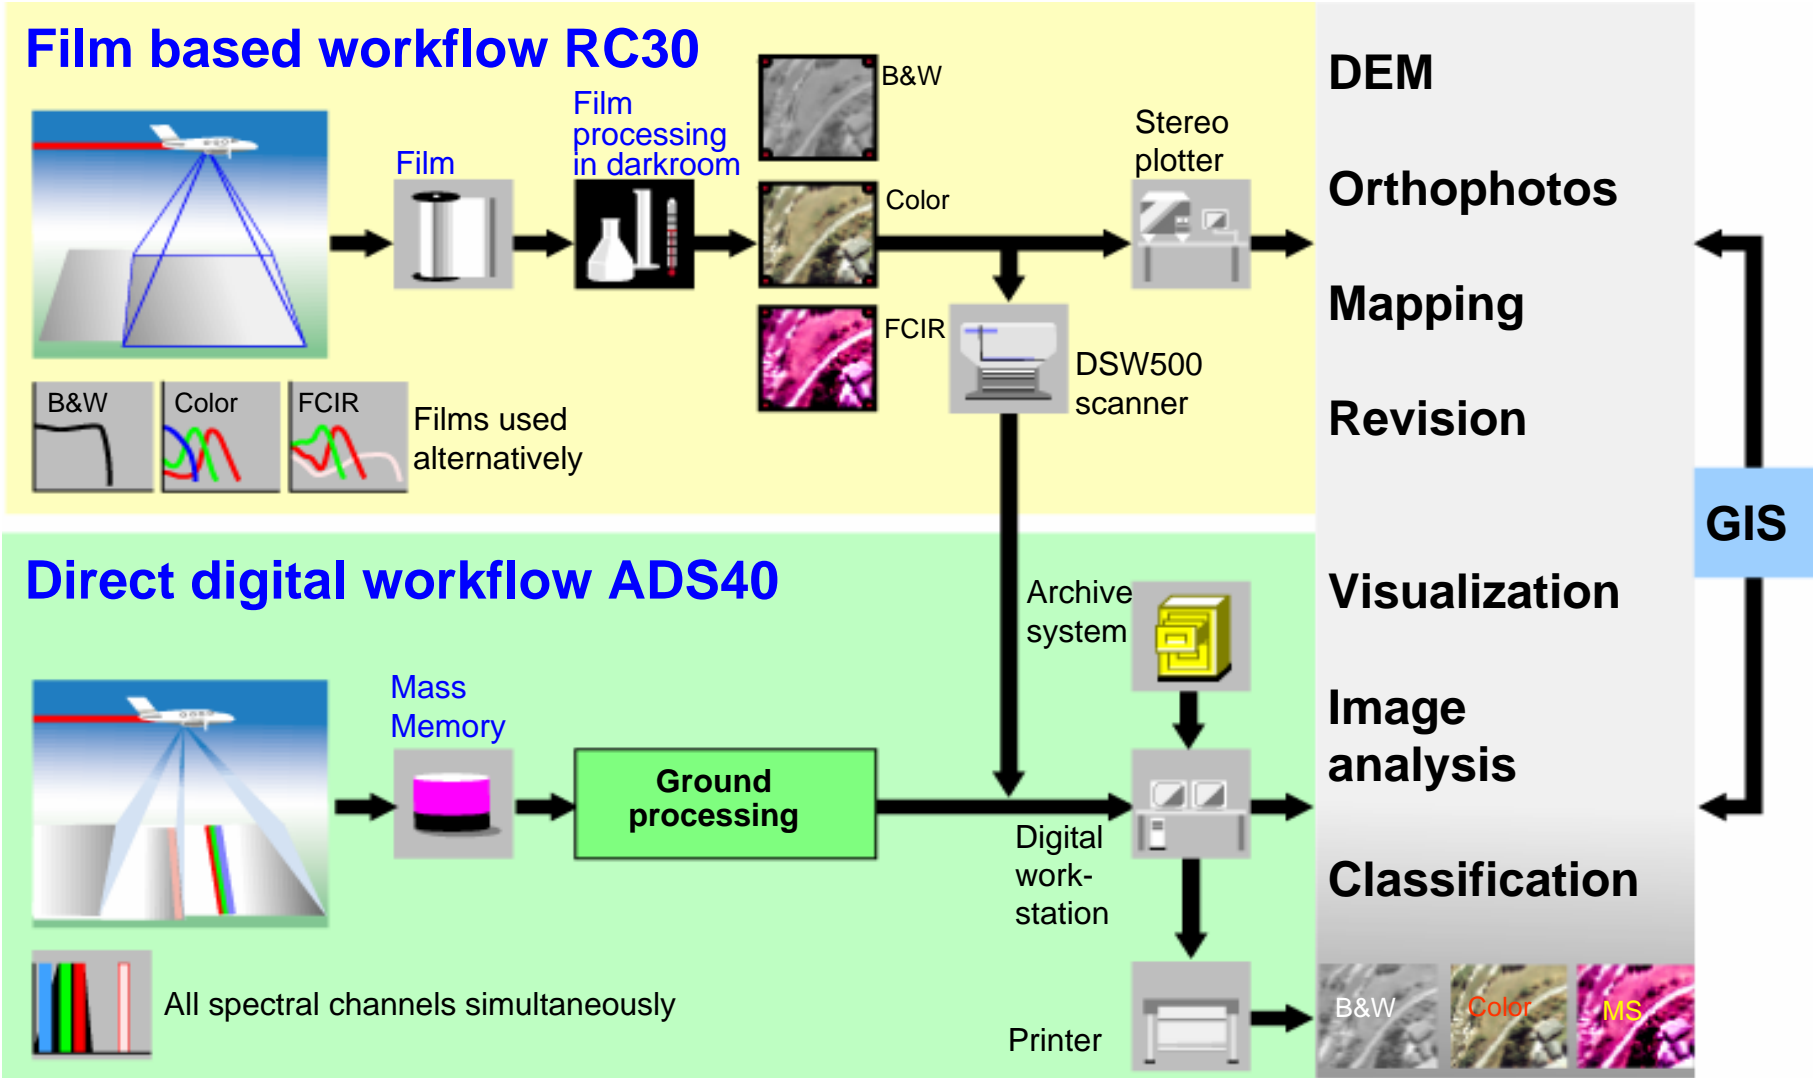 Film based workflow RC30
Film
Film
processing
in darkroom
B&W
Color
FCIR
Stereo
plotter
DSW500
scanner
B&W
Color
FCIR
Films used
alternatively
Direct digital workflow ADS40
Mass
Memory
Ground
processing
Archive
system
Digital
work-
station
Printer
All spectral channels simultaneously
DEM
Orthophotos
Mapping
Revision
Visualization
Image
analysis
Classification
B&W
Color
MS
GIS